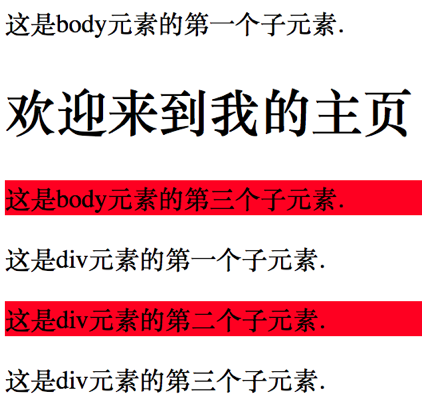 这是body元素的第一个子元素.
欢迎来到我的主页
这是body元素的第三个子元素.
这是div元素的第一个子元素.
这是div元素的第二个子元素.
这是div元素的第三个子元素.